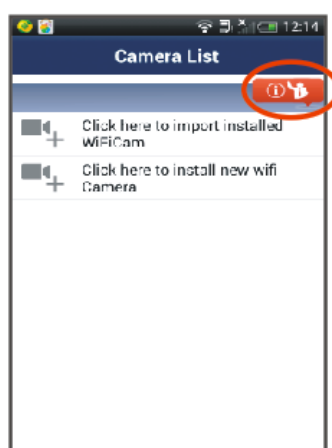 12:14
Camera List
Click here to import installed
WiFiCam
Click here to install new wifi
Camera